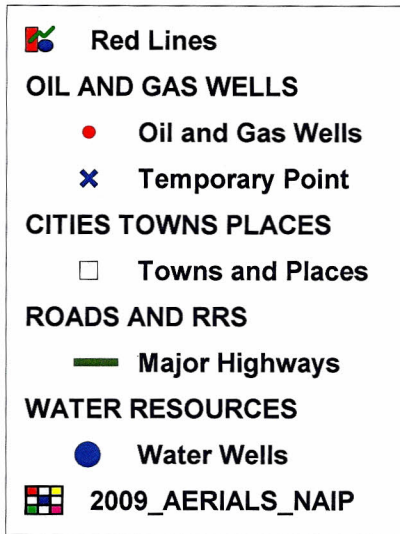 Red Lines
OIL AND GAS WELLS
Oil and Gas Wells
Temporary Point
CITIES TOWNS PLACES
Towns and Places
ROADS AND RRS
Major Highways
WATER RESOURCES
Water Wells
2009_AERIALS_NAIP